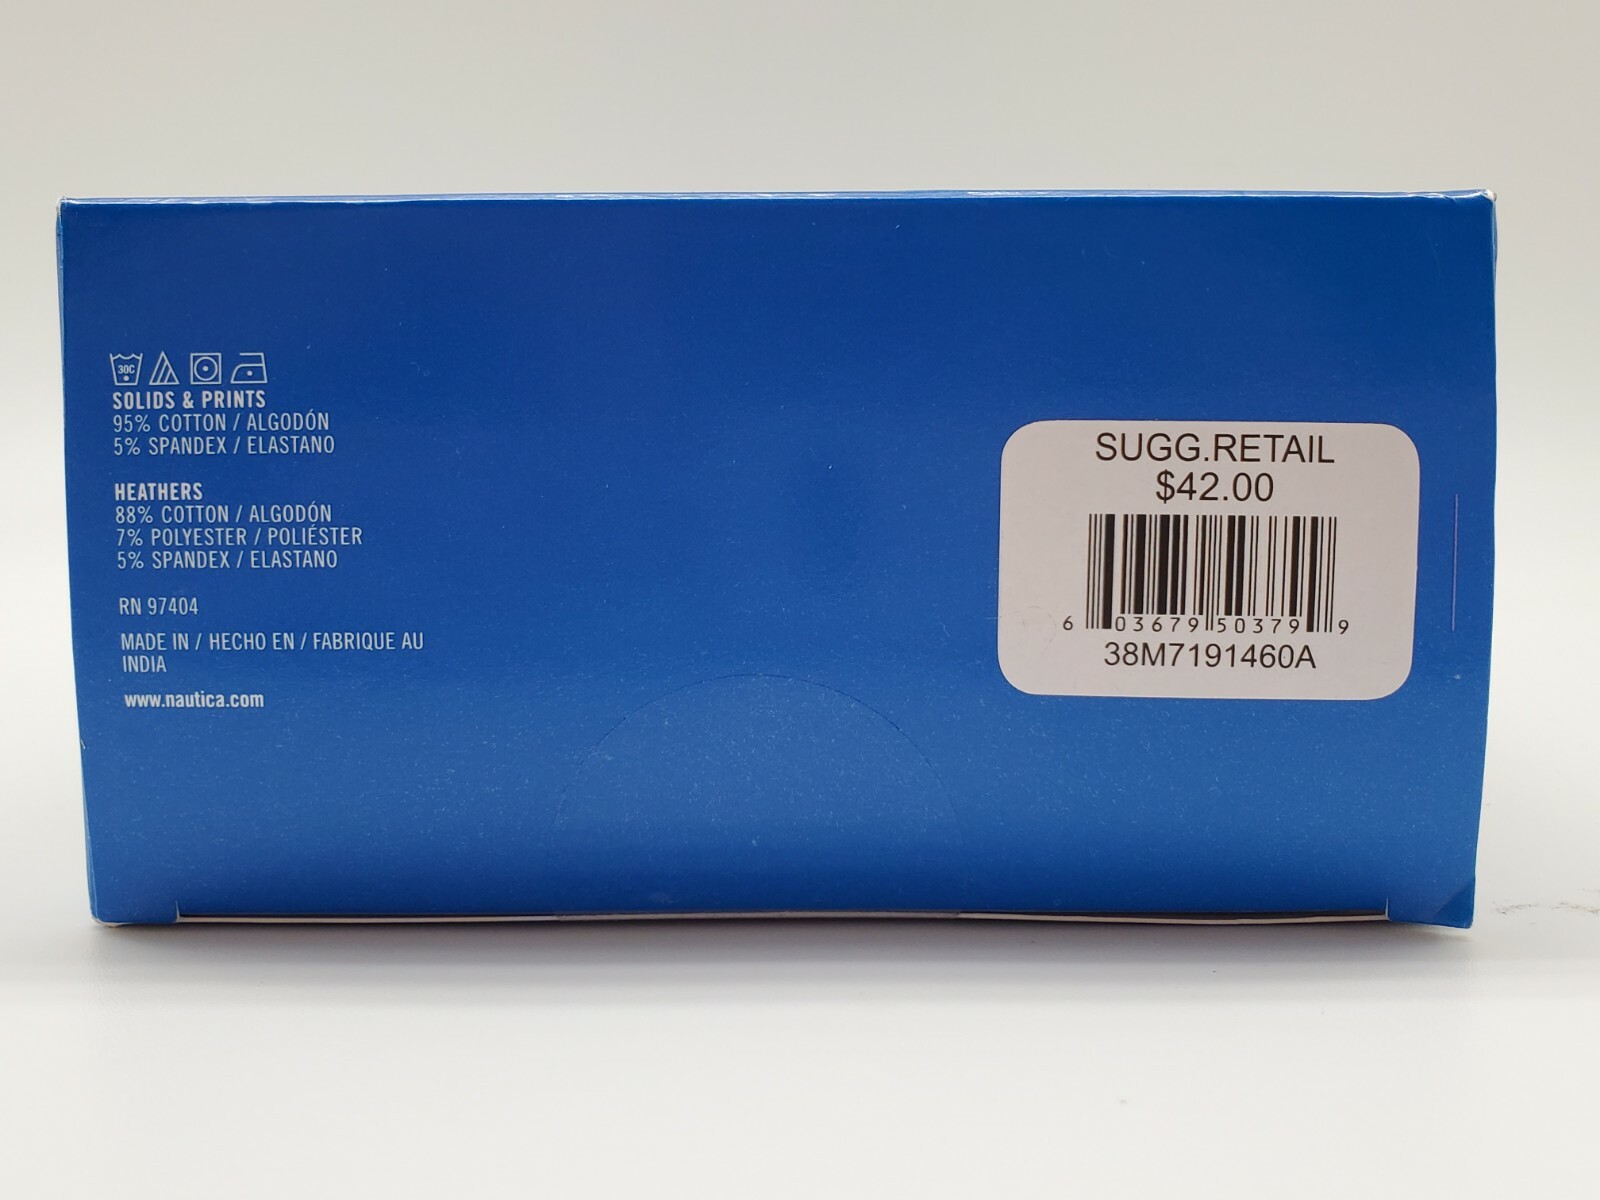 30C
SOLIDS & PRINTS
95% COTTON / ALGODÓN
5% SPANDEX / ELASTANO
HEATHERS
88% COTTON / ALGODÓN
7% POLYESTER / POLIÉSTER
5% SPANDEX / ELASTANO
RN 97404
MADE IN / HECHO EN / FABRIQUE AU
INDIA
www.nautica.com
SUGG.RETAIL
$42.00
6 03679 50379 9
38M7191460A